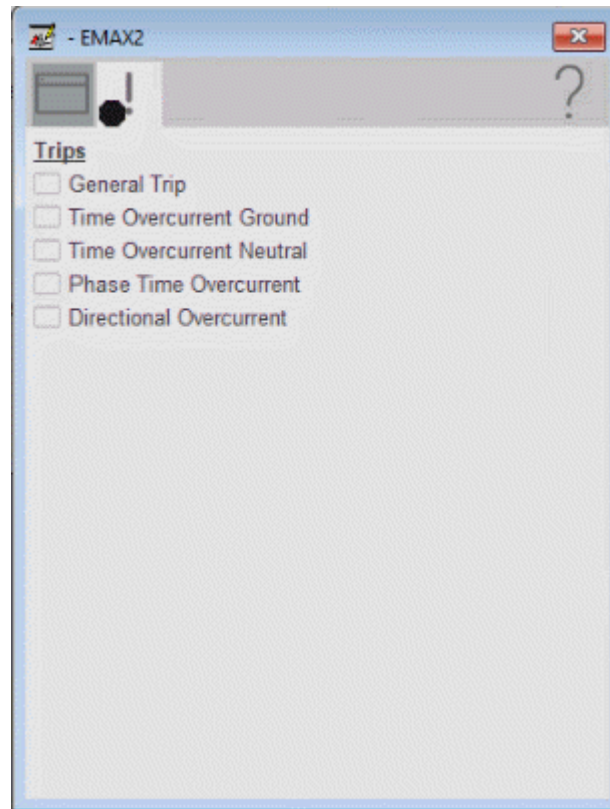 - EMAX2
?
Trips
General Trip
Time Overcurrent Ground
Time Overcurrent Neutral
Phase Time Overcurrent
Directional Overcurrent